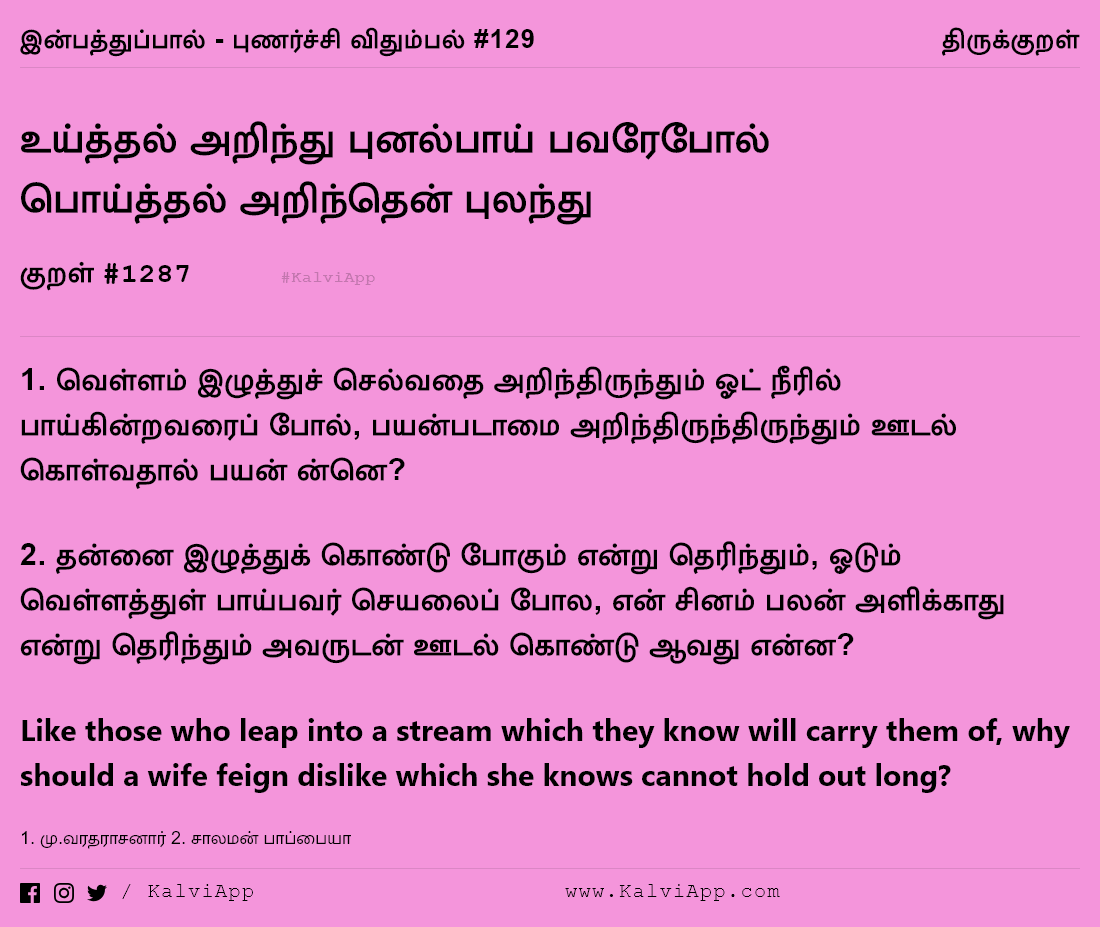 இன்பத்துப்பால் - புணர்ச்சி விதும்பல் #129 திருக்குறள்
உய்த்தல் அறிந்து புனல்பாய் பவரேபோல்
பொய்த்தல் அறிந்தென் புலந்து
குறள் #1287 #KalviApp
1. வெள்ளம் இழுத்துச் செல்வதை அறிந்திருந்தும் ஓட் நீரில்
பாய்கின்றவரைப் போல், பயன்படாமை அறிந்திருந்திருந்தும் ஊடல்
கொள்வதால் பயன் ன்னெ?
2. தன்னை இழுத்துக் கொண்டு போகும் என்று தெரிந்தும், ஓடும்
வெள்ளத்துள் பாய்பவர் செயலைப் போல, என் சினம் பலன் அளிக்காது
என்று தெரிந்தும் அவருடன் ஊடல் கொண்டு ஆவது என்ன?
Like those who leap into a stream which they know will carry them of, why
should a wife feign dislike which she knows cannot hold out long?
1. மு.வரதராசனார் 2. சாலமன் பாப்பையா
/ KalviApp www.KalviApp.com